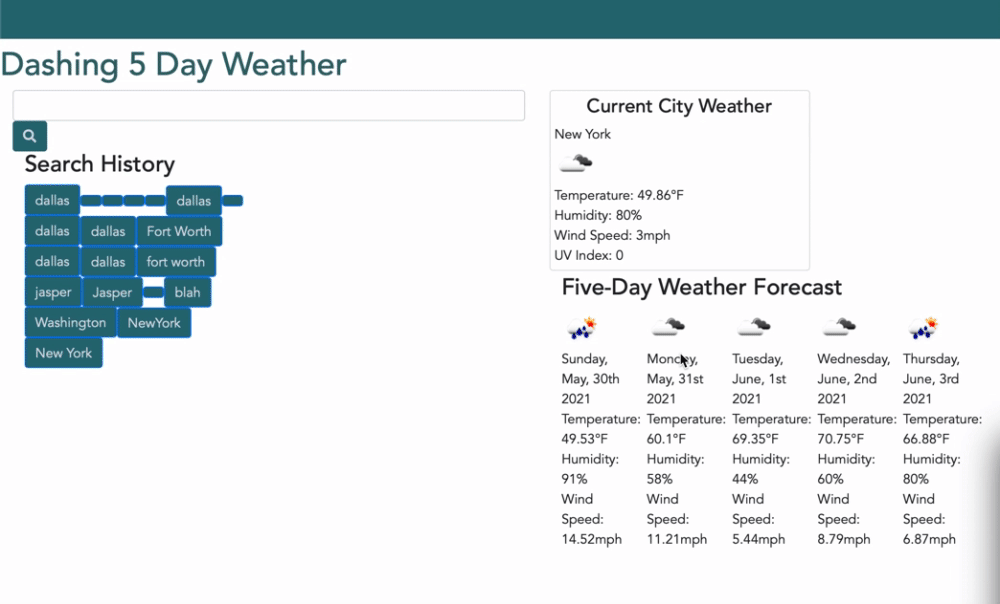 Dashing 5 Day Weather
Search History
dallas dallas
dallas dallas Fort Worth
dallas dallas fort worth
jasper Jasper blah
Washington NewYork
New York
Current City Weather
New York
Temperature: 49.86°F
Humidity: 80%
Wind Speed: 3mph
UV Index: 0
Five-Day Weather Forecast
Sunday,
May, 30th
2021
Temperature:
49.53°F
Humidity:
91%
Wind
Speed:
14.52mph
Monday,
May, 31st
2021
Temperature:
60.1°F
Humidity:
58%
Wind
Speed:
11.21mph
Tuesday,
June, 1st
2021
Temperature:
69.35°F
Humidity:
44%
Wind
Speed:
5.44mph
Wednesday,
June, 2nd
2021
Temperature:
70.75°F
Humidity:
60%
Wind
Speed:
8.79mph
Thursday,
June, 3rd
2021
Temperature:
66.88°F
Humidity:
80%
Wind
Speed:
6.87mph